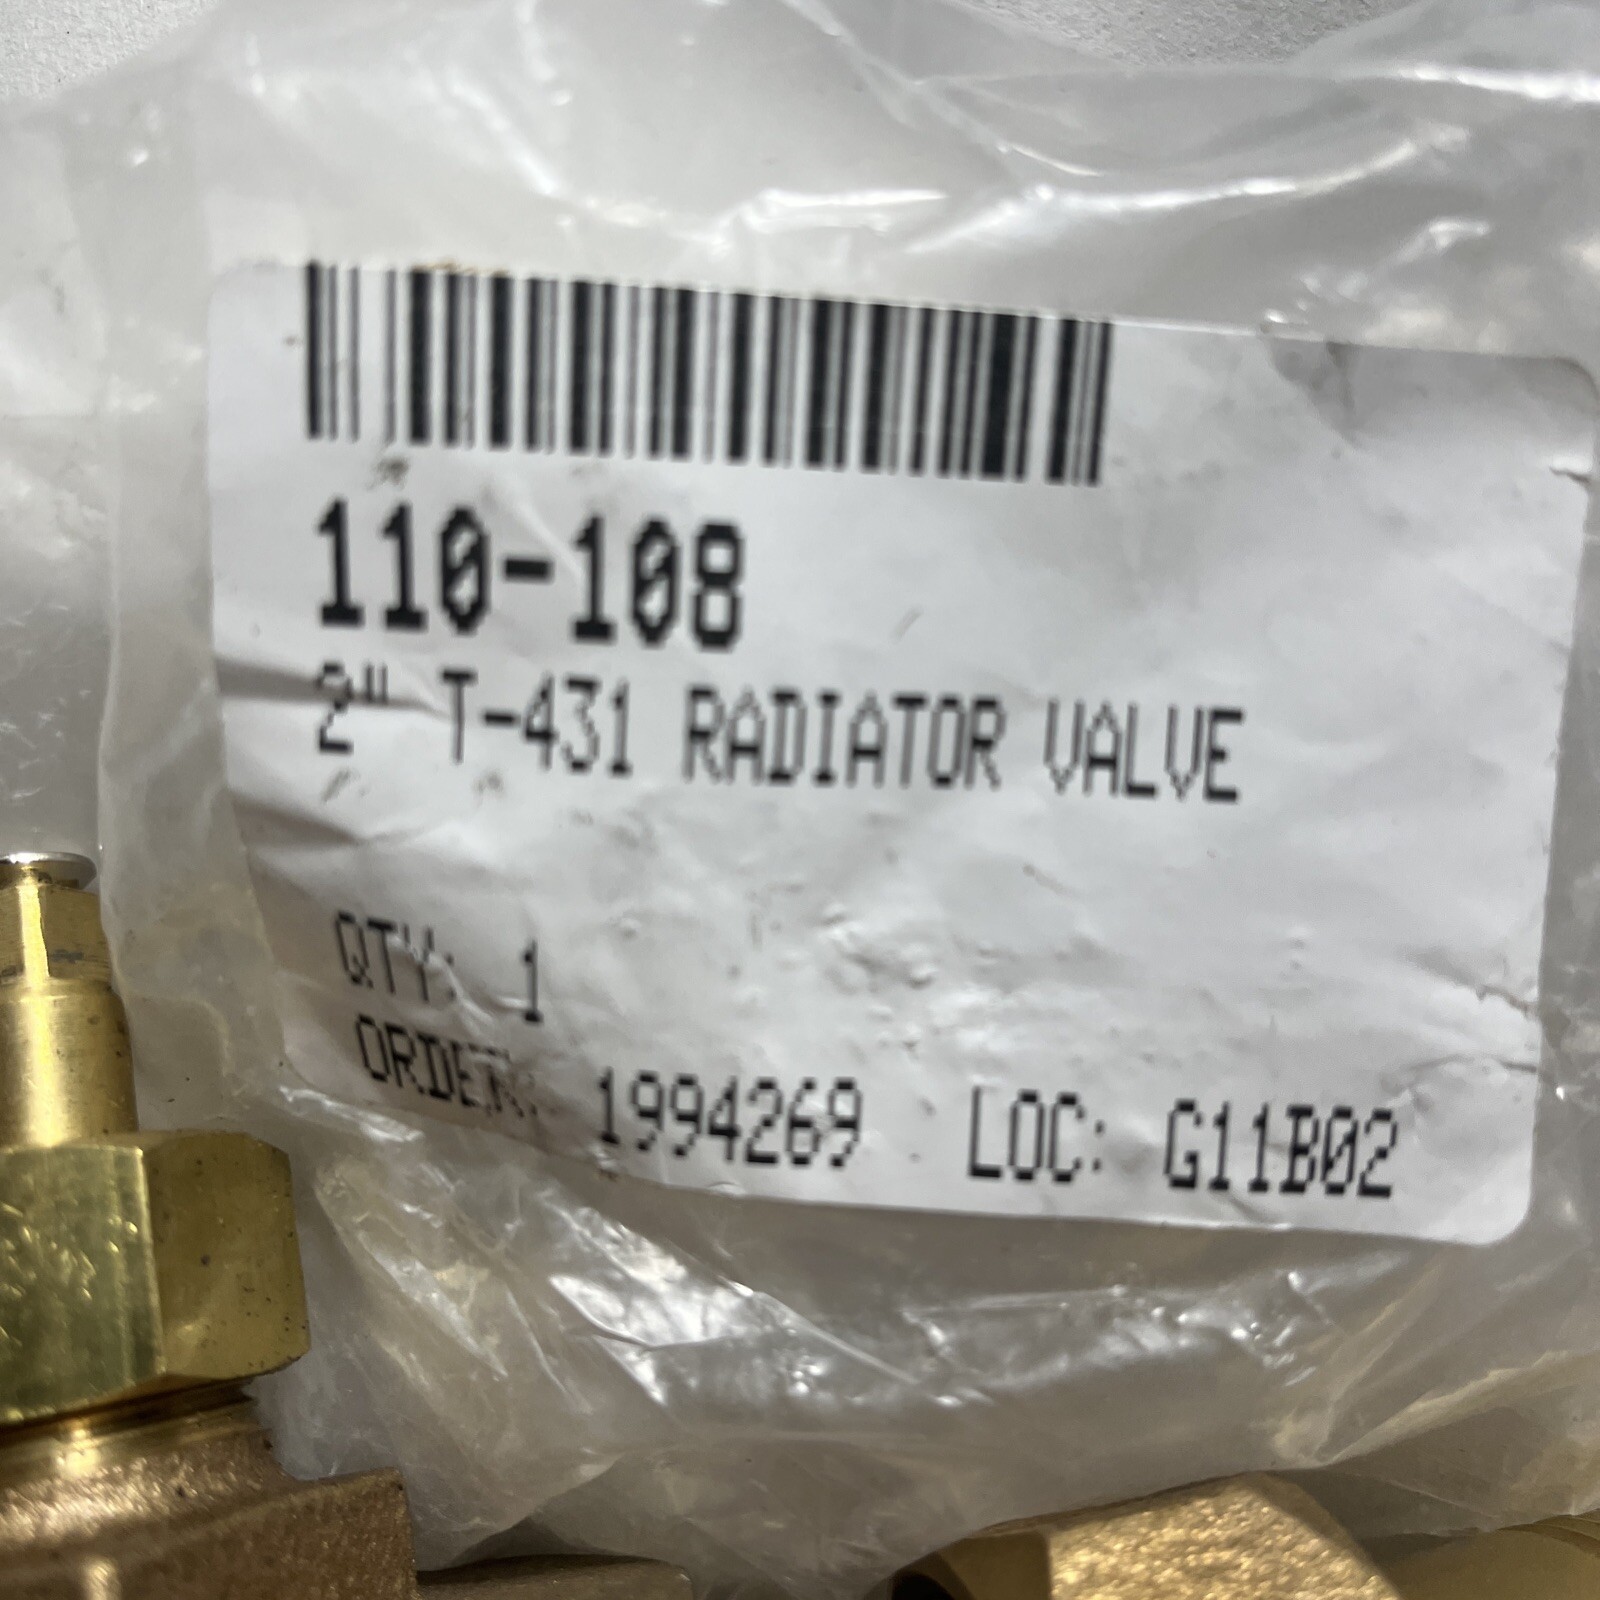 110-108
2" T-431 RADIATOR VALVE
QTY: 1
ORDER: 1994269 LOC: G11B02